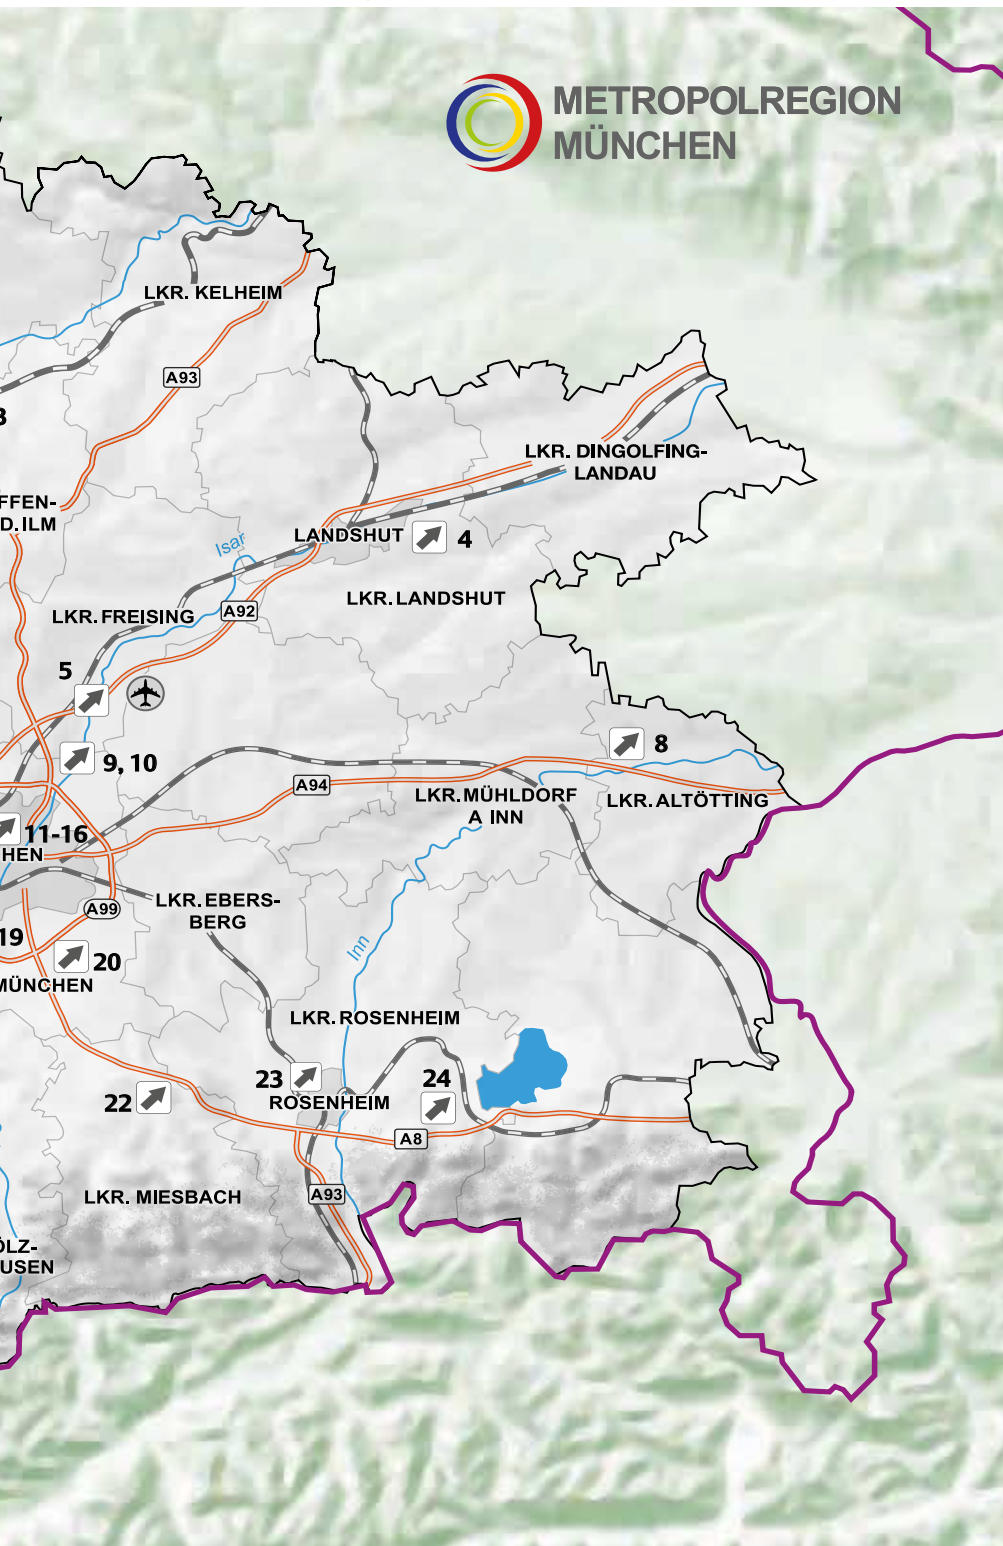 METROPOLREGION
MÜNCHEN
LKR. KELHEIM
A93
3
LKR. DINGOLFING-
LANDAU
FFEN-
D.ILM
LANDSHUT
4
Isar
LKR.LANDSHUT
A92
LKR.FREISING
5
8
9, 10
A94
LKR.MÜHLDORF
A INN
LKR.ALTÖTTING
11-16
CHEN
LKR.EBERS-
BERG
A99
19
20
MÜNCHEN
Inn
LKR.ROSENHEIM
23
24
22
ROSENHEIM
A8
LKR. MIESBACH
A93
ÖLZ-
USEN